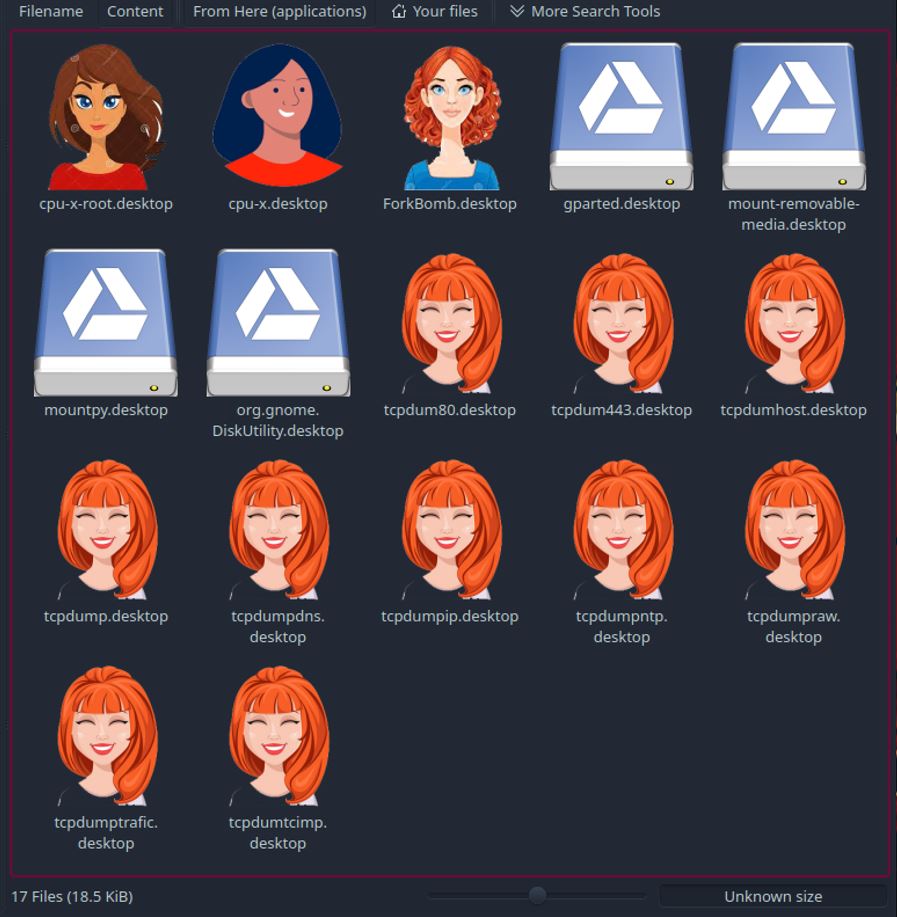 Filename Content From Here (applications) Your files More Search Tools
cpu-x-root.desktop cpu-x.desktop ForkBomb.desktop gparted.desktop mount-removable-
media.desktop
mountpy.desktop org.gnome. tcpdum80.desktop tcpdum443.desktop tcpdumhost.desktop
DiskUtility.desktop
tcpdump.desktop tcpdumpdns. tcpdumpip.desktop tcpdumpntp. tcpdumpraw.
desktop desktop desktop
tcpdumptrafic. tcpdumtcimp.
desktop desktop
17 Files (18.5 KiB) Unknown size